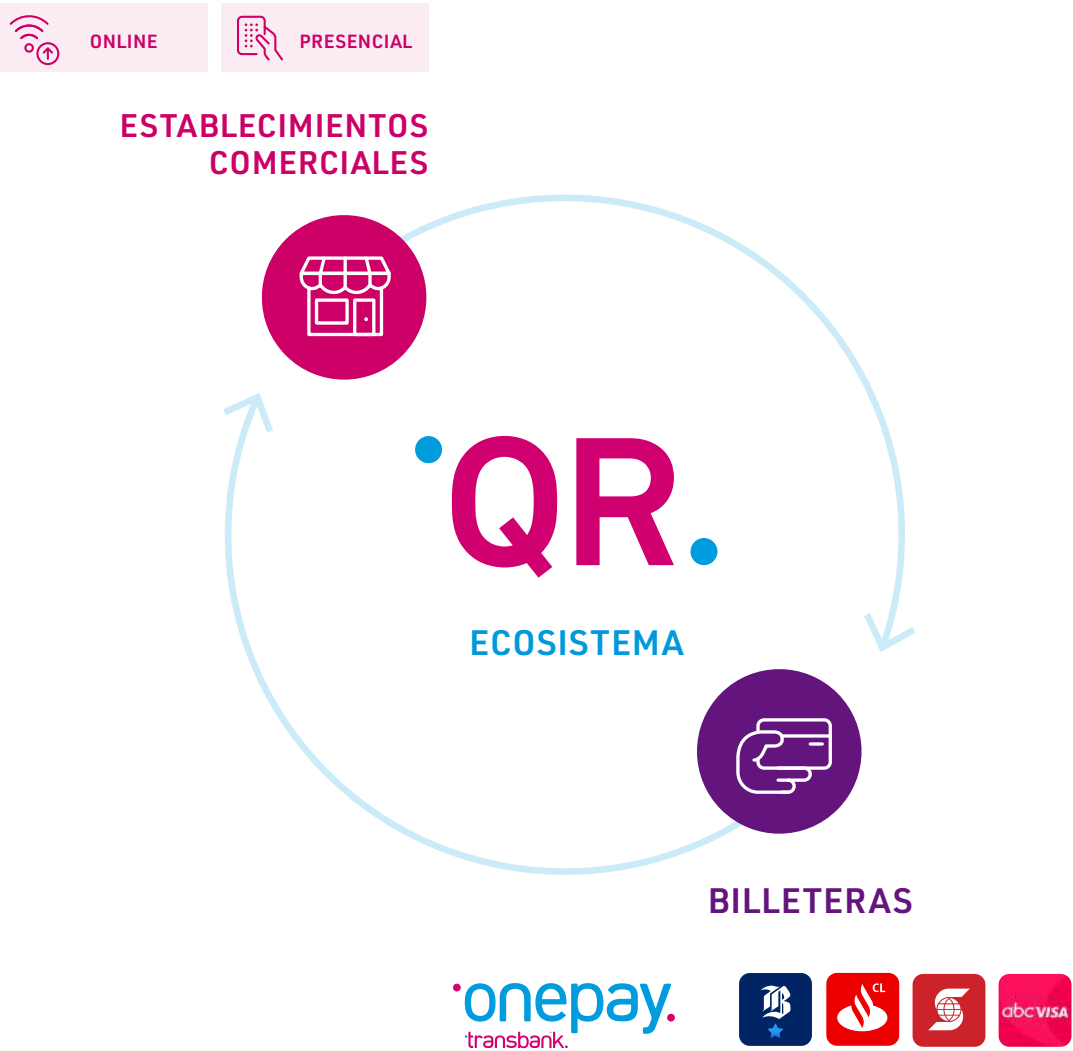 ONLINE
PRESENCIAL
ESTABLECIMIENTOS
COMERCIALES
QR.
ECOSISTEMA
BILLETERAS
onepay.
transbank.
B
CL
S
abcVISA